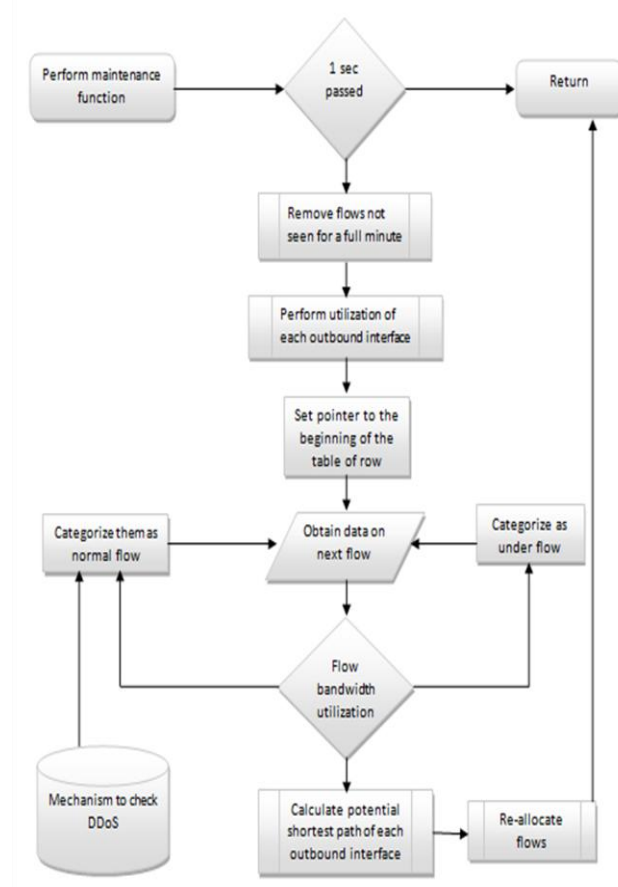 Perform maintenance
function
1 sec
passed
Return
Remove flows not
seen for a full minute
Perform utilization of
each outbound interface
Set pointer to the
beginning of the
table of row
Categorize them as
normal flow
Obtain data on
next flow
Categorize as
under flow
Flow
bandwidth
utilization
Mechanism to check
DDoS
Calculate potential
shortest path of each
outbound interface
Re-allocate
flows